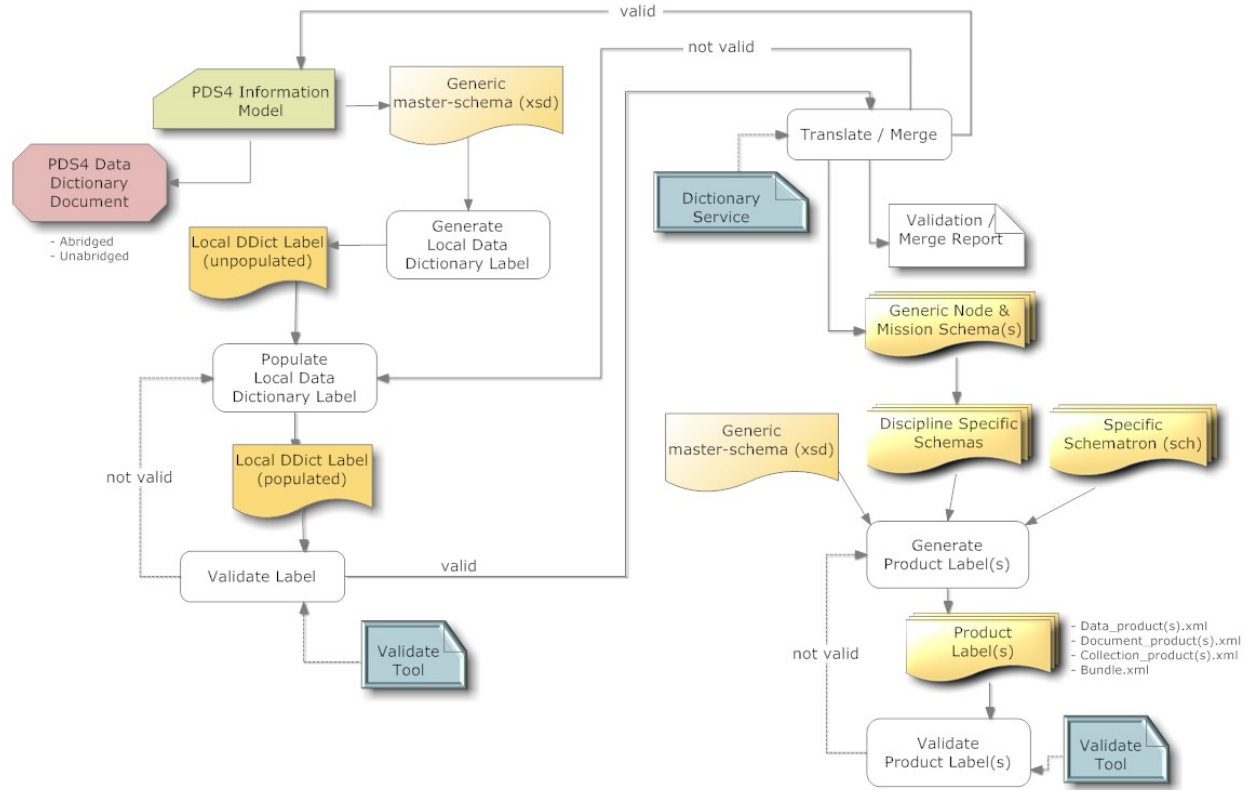 valid
not valid
PDS4 Information
Model
Generic
master-schema (xsd)
Translate / Merge
PDS4 Data
Dictionary
Document
- Abridged
- Unabridged
Dictionary
Service
Validation /
Merge Report
Generate
Local Data
Dictionary Label
Local DDict Label
(unpopulated)
Generic Node &
Mission Schema(s)
Populate
Local Data
Dictionary Label
Generic
master-schema (xsd)
Discipline Specific
Schemas
Specific
Schematron (sch)
not valid
Local DDict Label
(populated)
Validate Label
valid
Generate
Product Label(s)
Validate
Tool
not valid
Product
Label(s)
- Data_product(s).xml
- Document_product(s).xml
- Collection_product(s).xml
- Bundle.xml
Validate
Product Label(s)
Validate
Tool